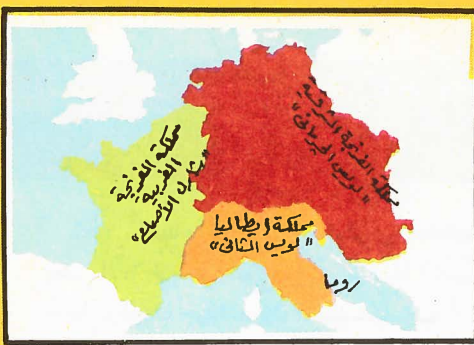 مملكة الفرنجة
الغربية
"شارل الأصلع"
مملكة الفرنجة الشرقية
"لويس الجرماني"
مملكة إيطاليا
"لويس الثاني"
روما